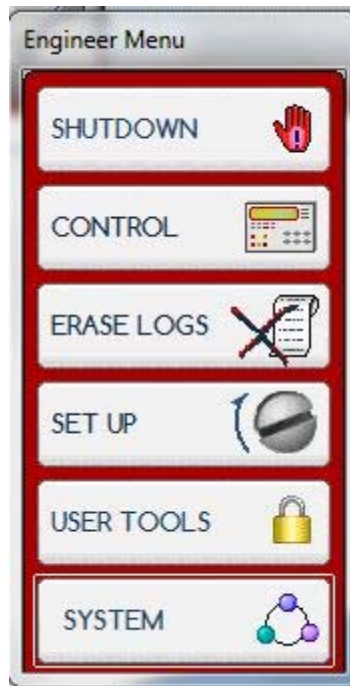 Engineer Menu
SHUTDOWN
CONTROL
ERASE LOGS
SET UP
USER TOOLS
SYSTEM